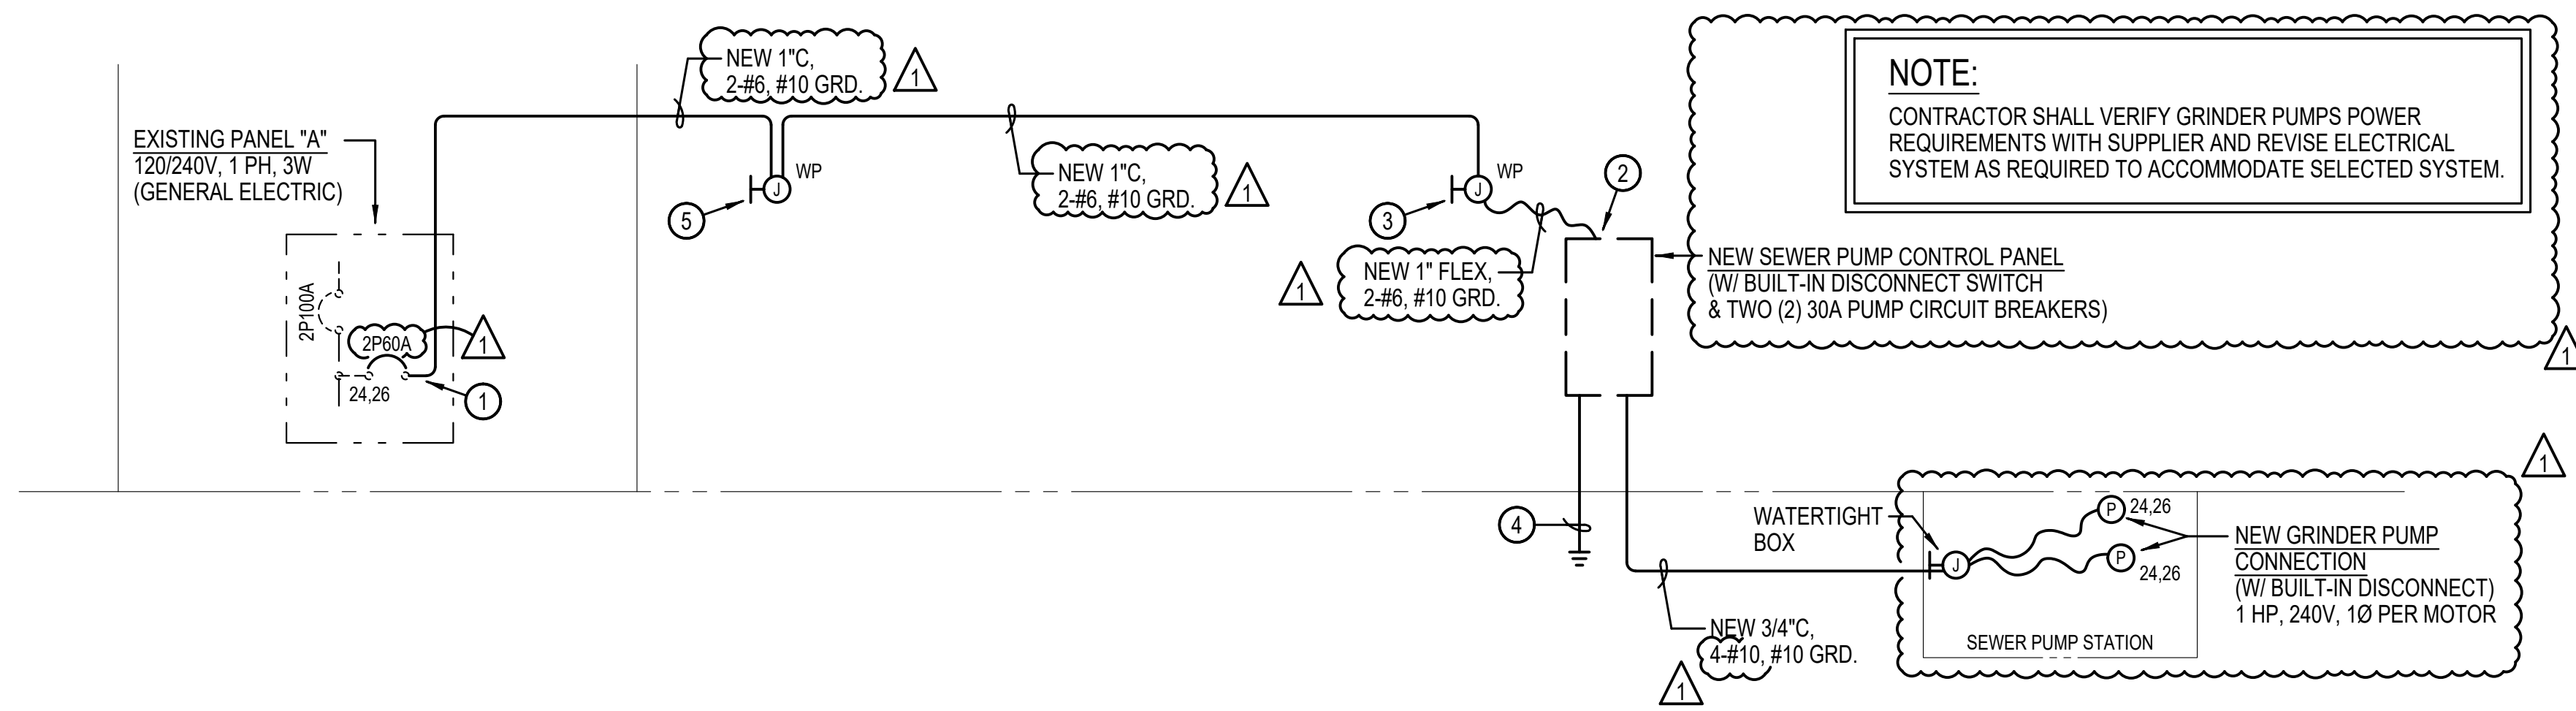 NEW 1"C,
2-#6, #10 GRD.
1
EXISTING PANEL "A"
120/240V, 1 PH, 3W
(GENERAL ELECTRIC)
2P100A
2P60A
1
24,26
1
WP
J
5
NEW 1"C,
2-#6, #10 GRD.
1
WP
J
3
2
NEW 1" FLEX,
2-#6, #10 GRD.
1
NOTE:
CONTRACTOR SHALL VERIFY GRINDER PUMPS POWER
REQUIREMENTS WITH SUPPLIER AND REVISE ELECTRICAL
SYSTEM AS REQUIRED TO ACCOMMODATE SELECTED SYSTEM.
NEW SEWER PUMP CONTROL PANEL
(W/ BUILT-IN DISCONNECT SWITCH
& TWO (2) 30A PUMP CIRCUIT BREAKERS)
1
1
4
WATERTIGHT
BOX
J
P
24,26
P
24,26
NEW GRINDER PUMP
CONNECTION
(W/ BUILT-IN DISCONNECT)
1 HP, 240V, 1Ø PER MOTOR
SEWER PUMP STATION
NEW 3/4"C,
4-#10, #10 GRD.
1